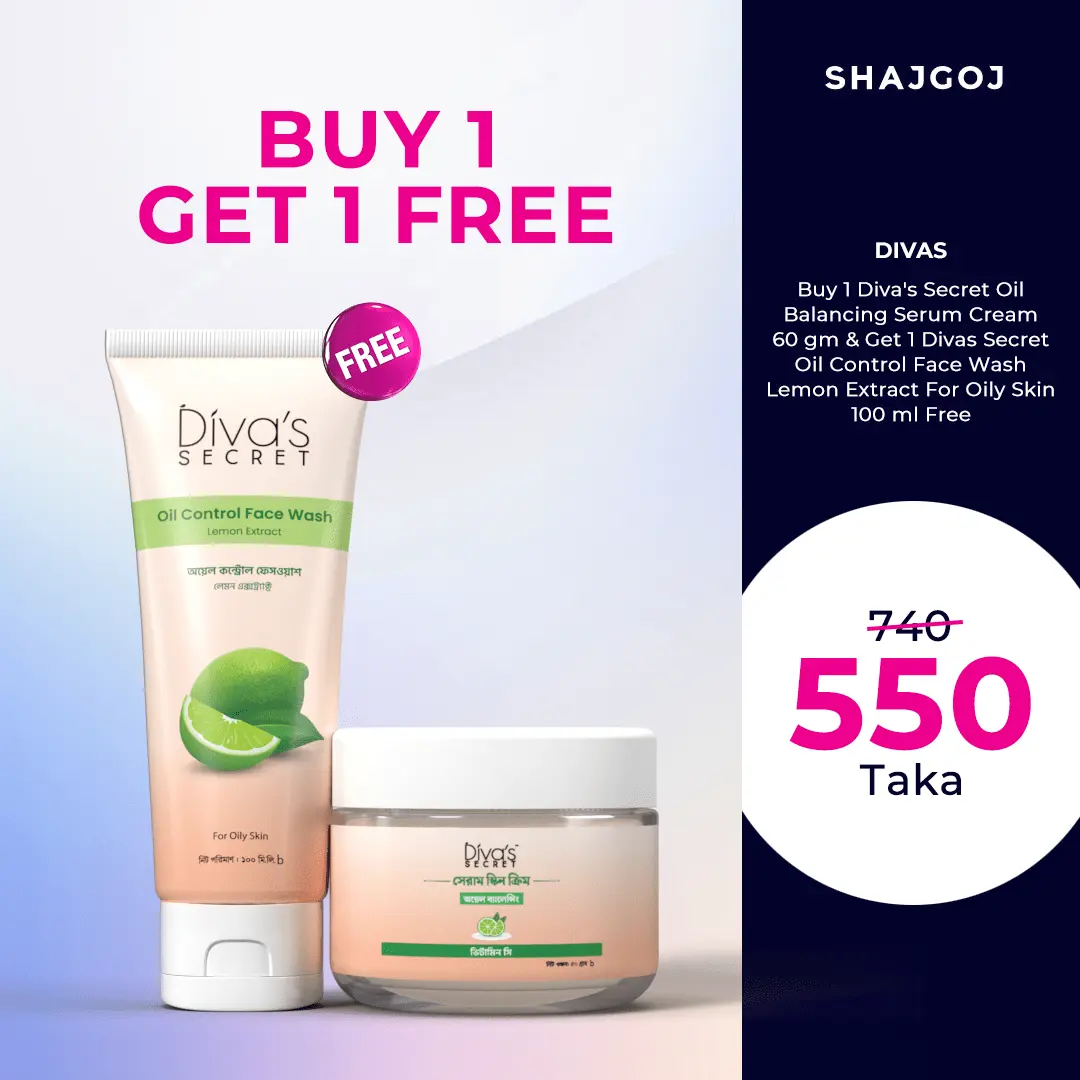 BUY 1
GET 1 FREE
FREE
Diva's
SECRET
Oil Control Face Wash
Lemon Extract
অয়েল কন্ট্রোল ফেসওয়াশ
লেমন এক্সট্র্যাক্ট
For Oily Skin
নিট পরিমাণ : ১০০ মি.লি. b
Diva's
SECRET
সেরাম স্কিন ক্রিম
অয়েল ব্যালেন্সিং
ভিটামিন সি
SHAJGOJ
DIVAS
Buy 1 Diva's Secret Oil
Balancing Serum Cream
60 gm & Get 1 Divas Secret
Oil Control Face Wash
Lemon Extract For Oily Skin
100 ml Free
740
550
Taka